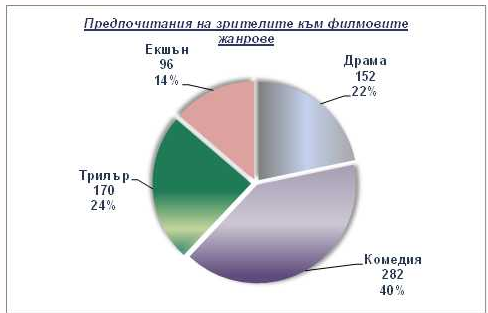 Предпочитания на зрителите към филмовите
жанрове
Екшън
96
14%
Драма
152
22%
Трилър
170
24%
Комедия
282
40%